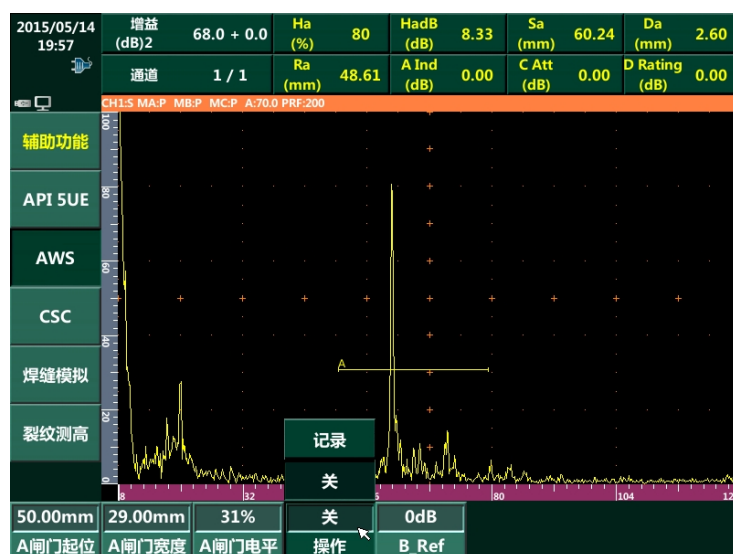 2015/05/14
19:57
增益
(dB)2
68.0 + 0.0
Ha
(%)
80
HadB
(dB)
8.33
Sa
(mm)
60.24
Da
(mm)
2.60
通道
1 / 1
Ra
(mm)
48.61
A Ind
(dB)
0.00
C Att
(dB)
0.00
D Rating
(dB)
0.00
CH1:S MA:P MB:P MC:P A:70.0 PRF:200
辅助功能
API 5UE
AWS
CSC
焊缝模拟
裂纹测高
100
80
60
40
20
0
A
8
32
80
104
12
记录
关
50.00mm
29.00mm
31%
关
0dB
A闸门起位
A闸门宽度
A闸门电平
操作
B_Ref